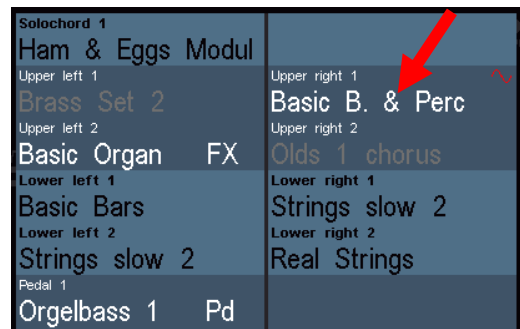 Solochord 1
Ham & Eggs Modul
Upper left 1
Brass Set 2
Upper right 1
Basic B. & Perc
Upper left 2
Basic Organ FX
Upper right 2
Olds 1 chorus
Lower left 1
Basic Bars
Lower right 1
Strings slow 2
Lower left 2
Strings slow 2
Lower right 2
Real Strings
Pedal 1
Orgelbass 1 Pd